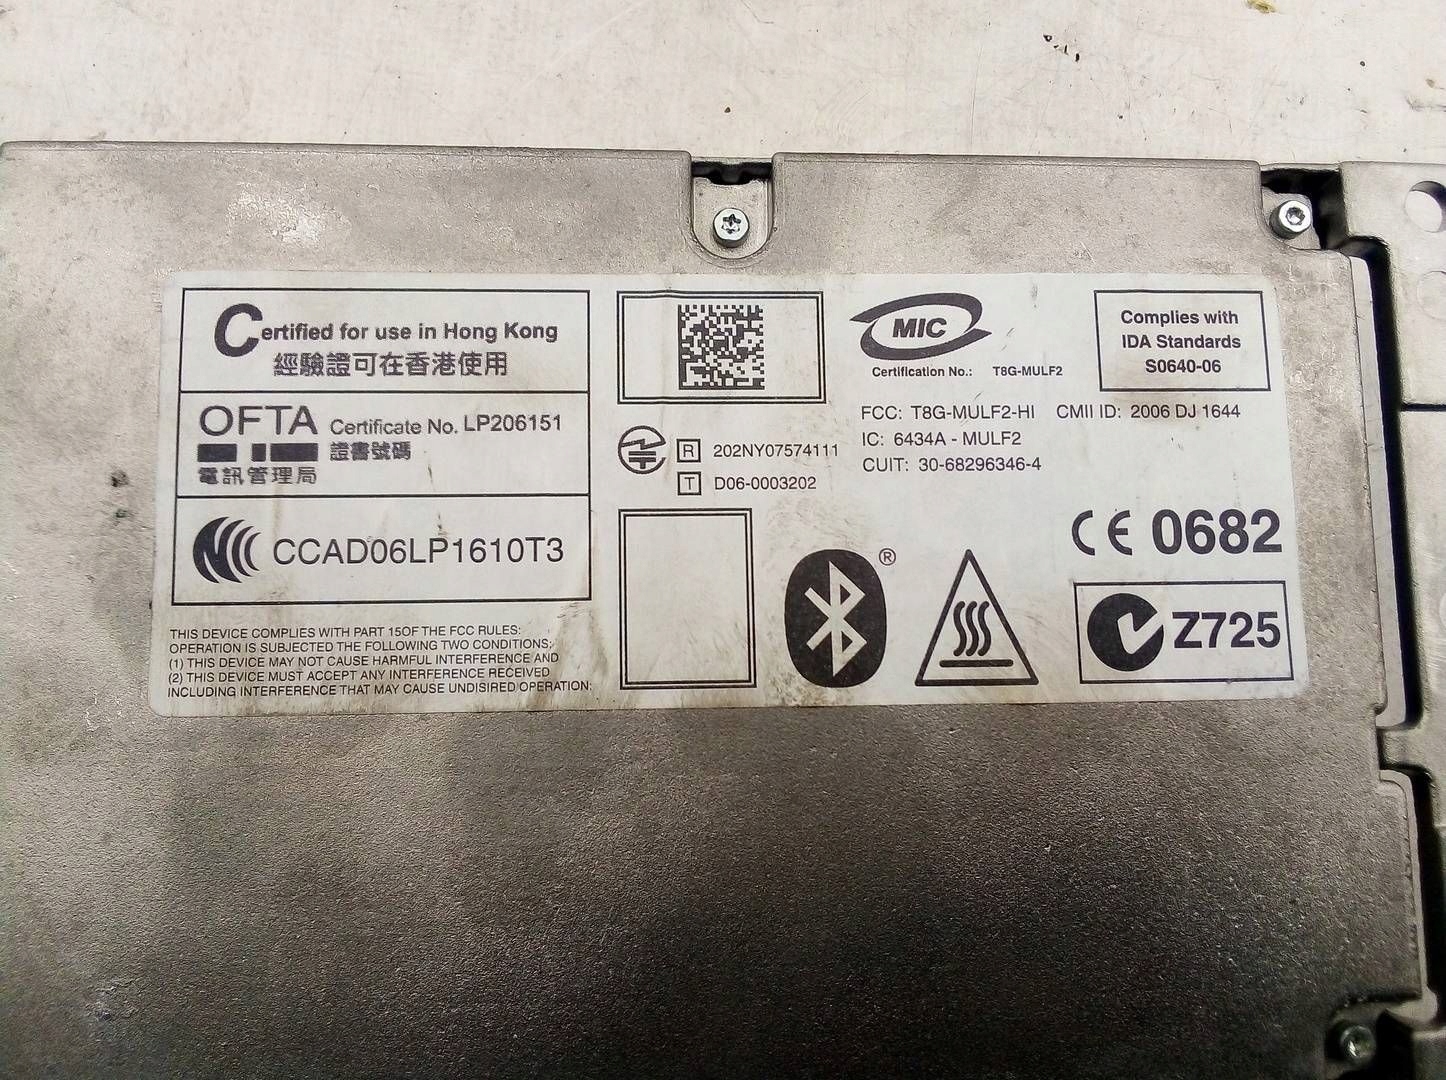 Certified for use in Hong Kong
經驗證可在香港使用
OFTA Certificate No. LP206151
證書號碼
電訊管理局
CCAD06LP1610T3
THIS DEVICE COMPLIES WITH PART 15OF THE FCC RULES:
OPERATION IS SUBJECTED THE FOLLOWING TWO CONDITIONS;
(1) THIS DEVICE MAY NOT CAUSE HARMFUL INTERFERENCE AND
(2) THIS DEVICE MUST ACCEPT ANY INTERFERENCE RECEIVED
INCLUDING INTERFERENCE THAT MAY CAUSE UNDISIRED OPERATION:
R 202NY07574111
T D06-0003202
MIC
Certification No.: T8G-MULF2
Complies with
IDA Standards
S0640-06
FCC: T8G-MULF2-HI CMII ID: 2006 DJ 1644
IC: 6434A - MULF2
CUIT: 30-68296346-4
CE 0682
®
Z725